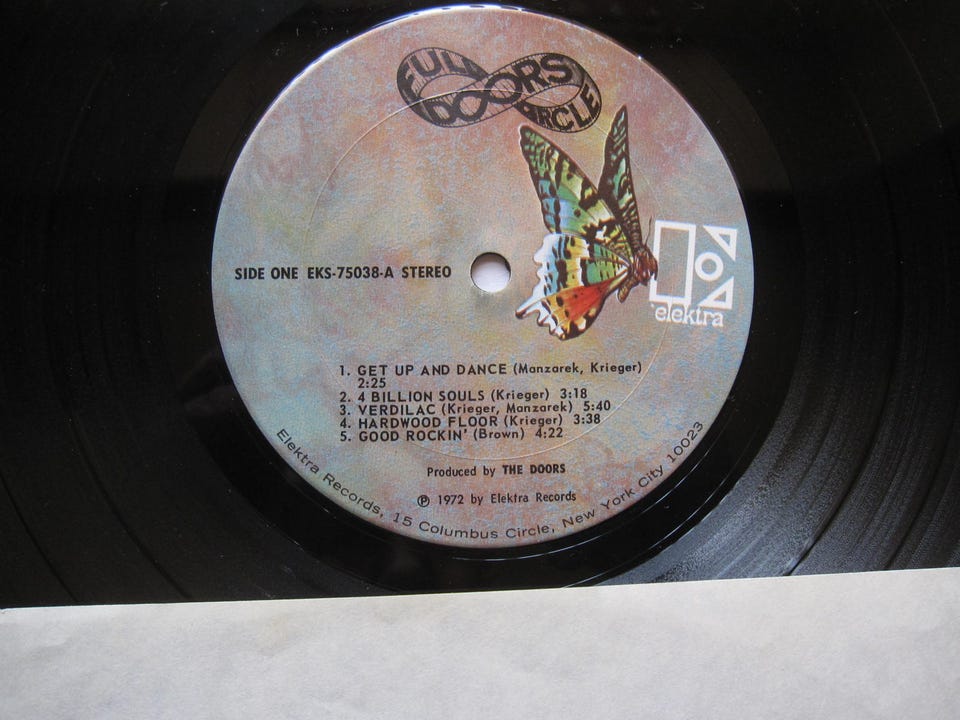 FULL
DOORS
CIRCLE
SIDE ONE EKS-75038-A STEREO
elektra
1. GET UP AND DANCE (Manzarek, Krieger)
2:25
2. 4 BILLION SOULS (Krieger) 3:18
3. VERDILAC (Krieger, Manzarek) 5:40
4. HARDWOOD FLOOR (Krieger) 3:38
5. GOOD ROCKIN' (Brown) 4:22
Produced by THE DOORS
℗ 1972 by Elektra Records
Elektra Records, 15 Columbus Circle, New York City 10023